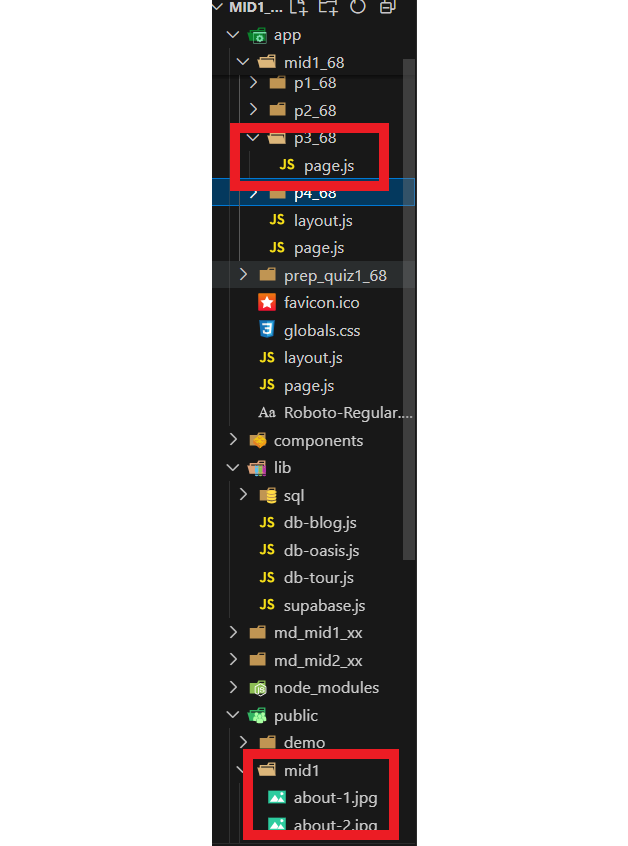 MID1_...
app
mid1_68
p1_68
p2_68
p3_68
JS page.js
p4_68
JS layout.js
JS page.js
prep_quiz1_68
favicon.ico
globals.css
JS layout.js
JS page.js
Aa Roboto-Regular....
components
lib
sql
JS db-blog.js
JS db-oasis.js
JS db-tour.js
JS supabase.js
md_mid1_xx
md_mid2_xx
node_modules
public
demo
mid1
about-1.jpg
about-2.jpg